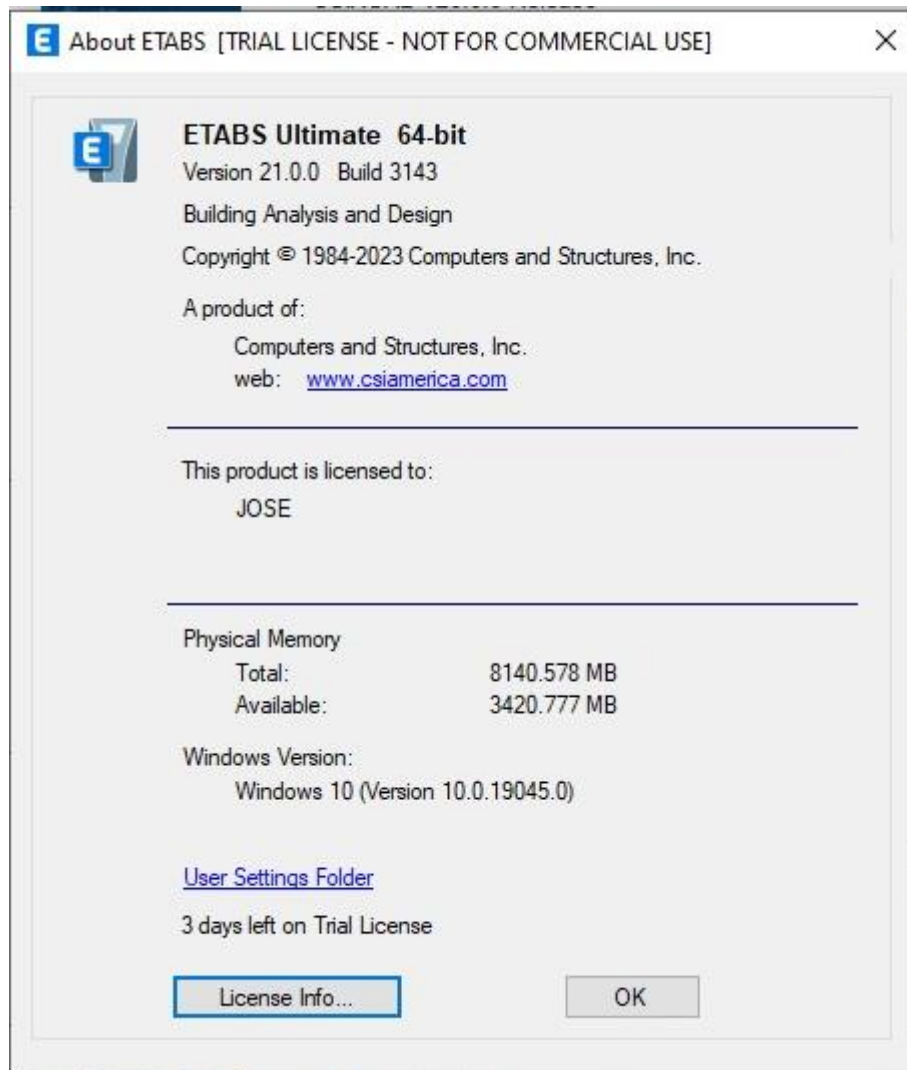 About ETABS [TRIAL LICENSE - NOT FOR COMMERCIAL USE]
ETABS Ultimate 64-bit
Version 21.0.0 Build 3143
Building Analysis and Design
Copyright © 1984-2023 Computers and Structures, Inc.
A product of:
Computers and Structures, Inc.
web: www.csiamerica.com
This product is licensed to:
JOSE
Physical Memory
Total: 8140.578 MB
Available: 3420.777 MB
Windows Version:
Windows 10 (Version 10.0.19045.0)
User Settings Folder
3 days left on Trial License
License Info...
OK